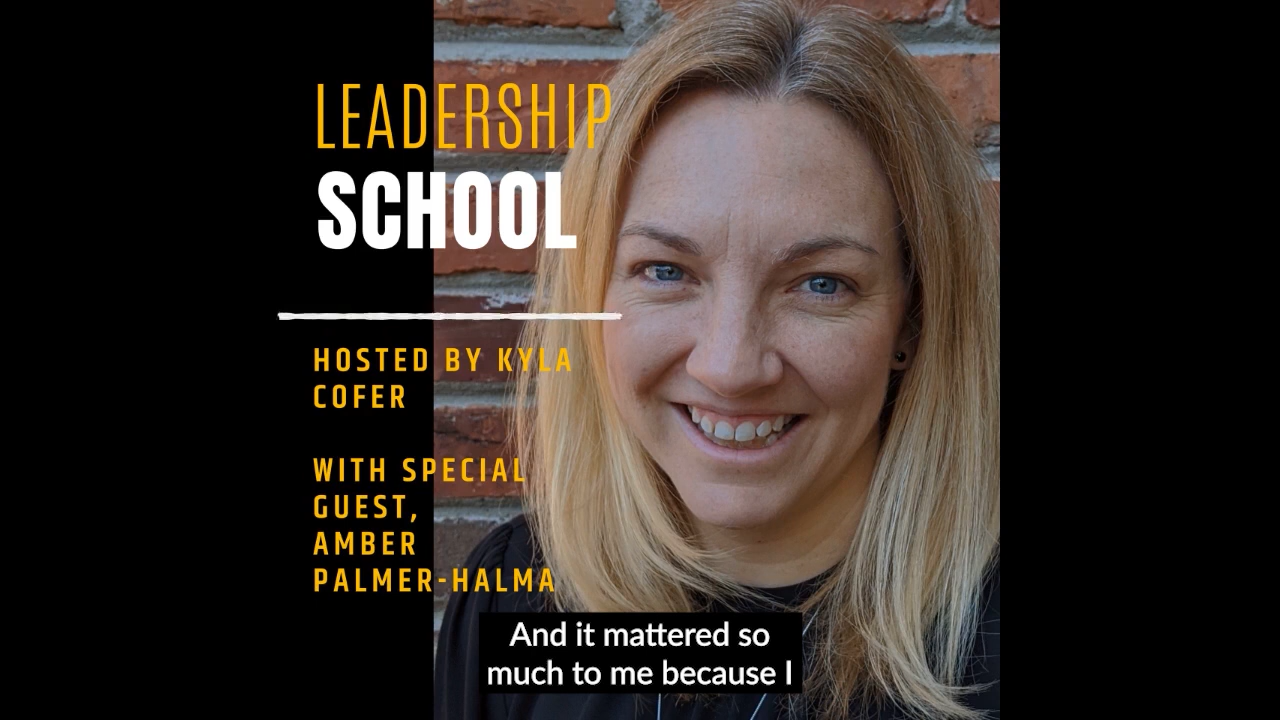 LEADERSHIP
SCHOOL
HOSTED BY KYLA
COFER
WITH SPECIAL
GUEST,
AMBER
PALMER-HALMA
And it mattered so
much to me because I